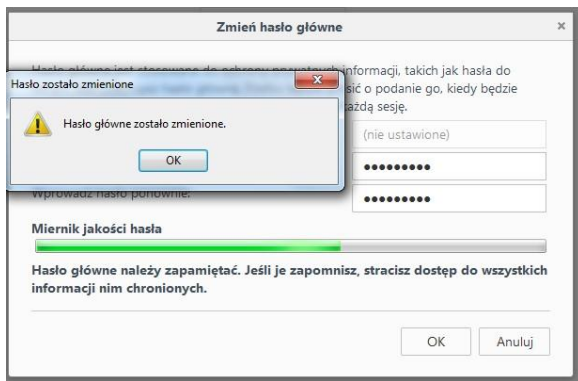 Zmień hasło główne
informacji, takich jak hasła do
Hasło zostało zmienione
sić o podanie go, kiedy będzie
ażdą sesję.
Hasło główne zostało zmienione.
(nie ustawione)
OK
Wprowadź hasło ponownie:
Miernik jakości hasła
Hasło główne należy zapamiętać. Jeśli je zapomnisz, stracisz dostęp do wszystkich
informacji nim chronionych.
OK
Anuluj